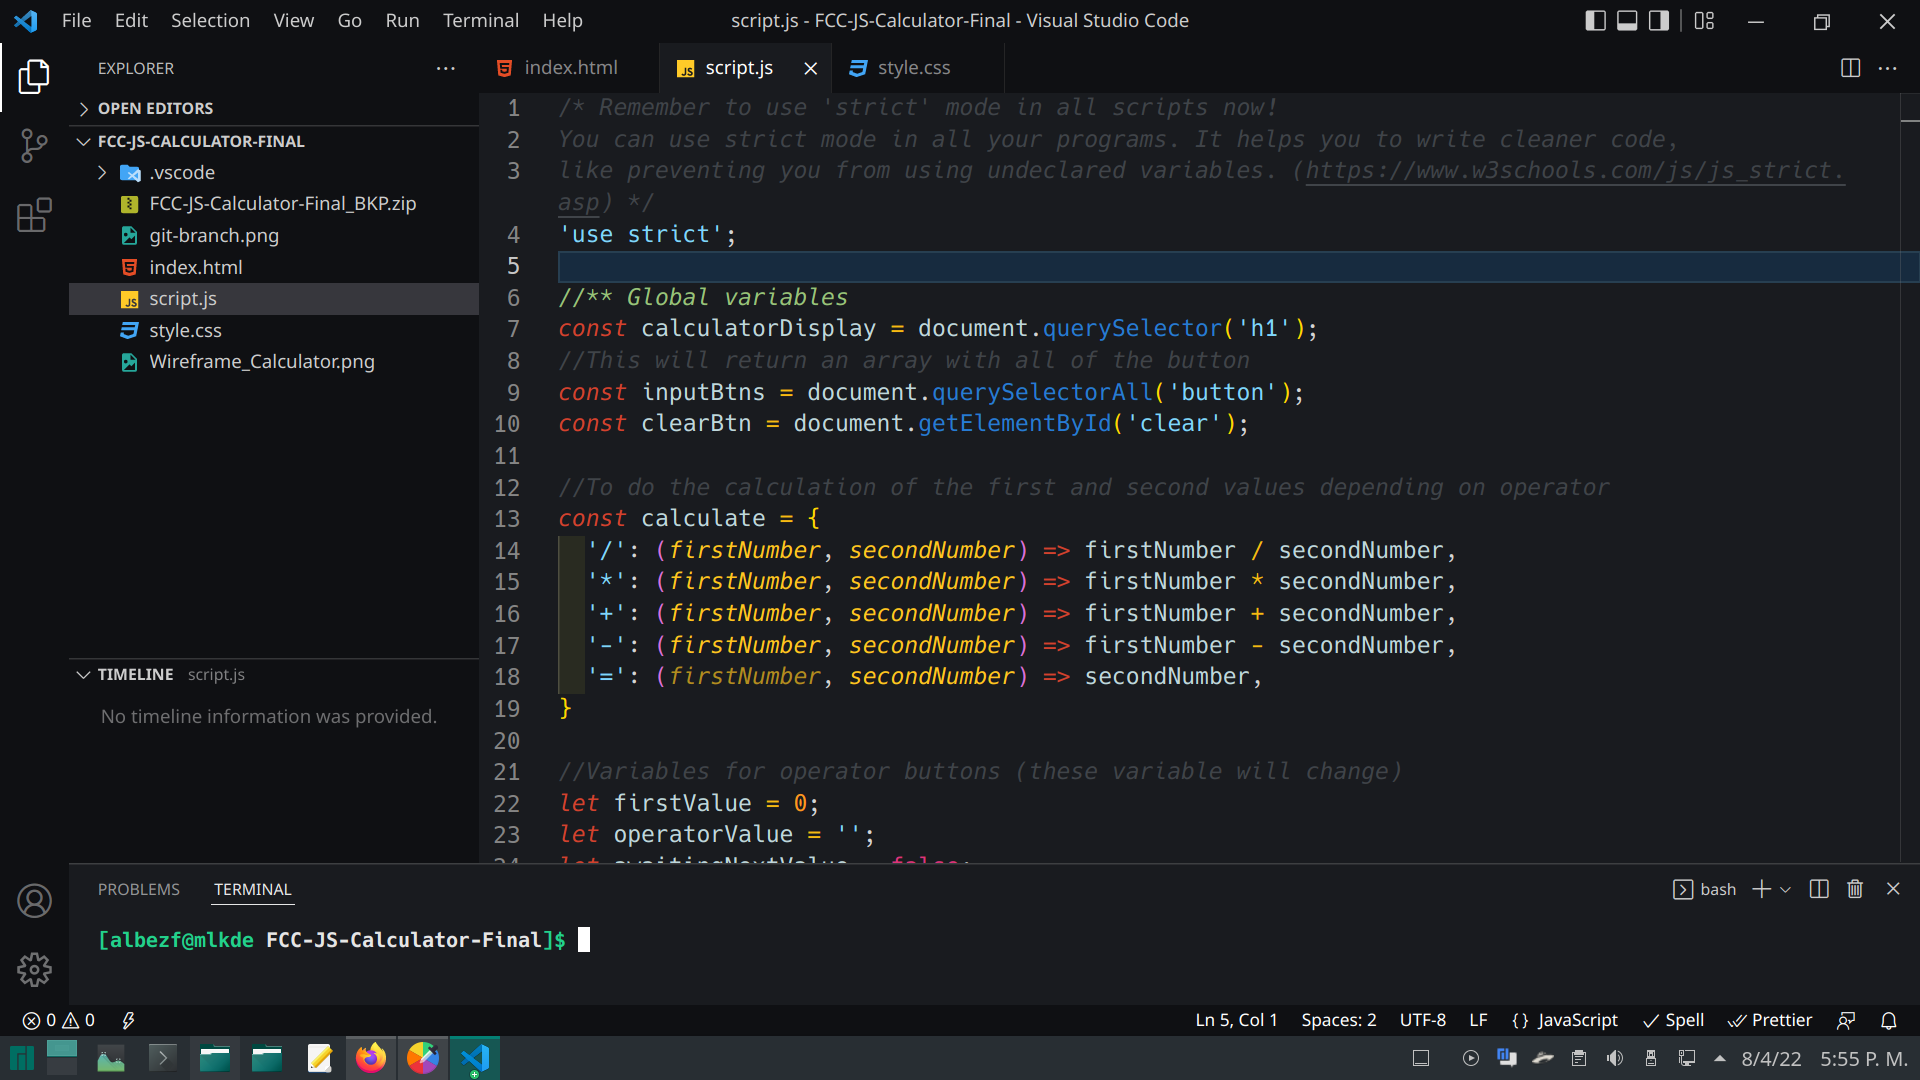 File Edit Selection View Go Run Terminal Help
script.js - FCC-JS-Calculator-Final - Visual Studio Code
EXPLORER
OPEN EDITORS
FCC-JS-CALCULATOR-FINAL
.vscode
FCC-JS-Calculator-Final_BKP.zip
git-branch.png
index.html
script.js
style.css
Wireframe_Calculator.png
TIMELINE script.js
No timeline information was provided.
index.html script.js style.css
1 /* Remember to use 'strict' mode in all scripts now!
2 You can use strict mode in all your programs. It helps you to write cleaner code,
3 like preventing you from using undeclared variables. (https://www.w3schools.com/js/js_strict.
asp) */
4 'use strict';
5
6 //** Global variables
7 const calculatorDisplay = document.querySelector('h1');
8 //This will return an array with all of the button
9 const inputBtns = document.querySelectorAll('button');
10 const clearBtn = document.getElementById('clear');
11
12 //To do the calculation of the first and second values depending on operator
13 const calculate = {
14 '/': (firstNumber, secondNumber) => firstNumber / secondNumber,
15 '*': (firstNumber, secondNumber) => firstNumber * secondNumber,
16 '+': (firstNumber, secondNumber) => firstNumber + secondNumber,
17 '-': (firstNumber, secondNumber) => firstNumber - secondNumber,
18 '=': (firstNumber, secondNumber) => secondNumber,
19 }
20
21 //Variables for operator buttons (these variable will change)
22 let firstValue = 0;
23 let operatorValue = '';
24 let awaitingNextValue = false;
PROBLEMS TERMINAL
bash
[albezf@mlkde FCC-JS-Calculator-Final]$
0 0
Ln 5, Col 1 Spaces: 2 UTF-8 LF {} JavaScript Spell Prettier
8/4/22 5:55 P. M.